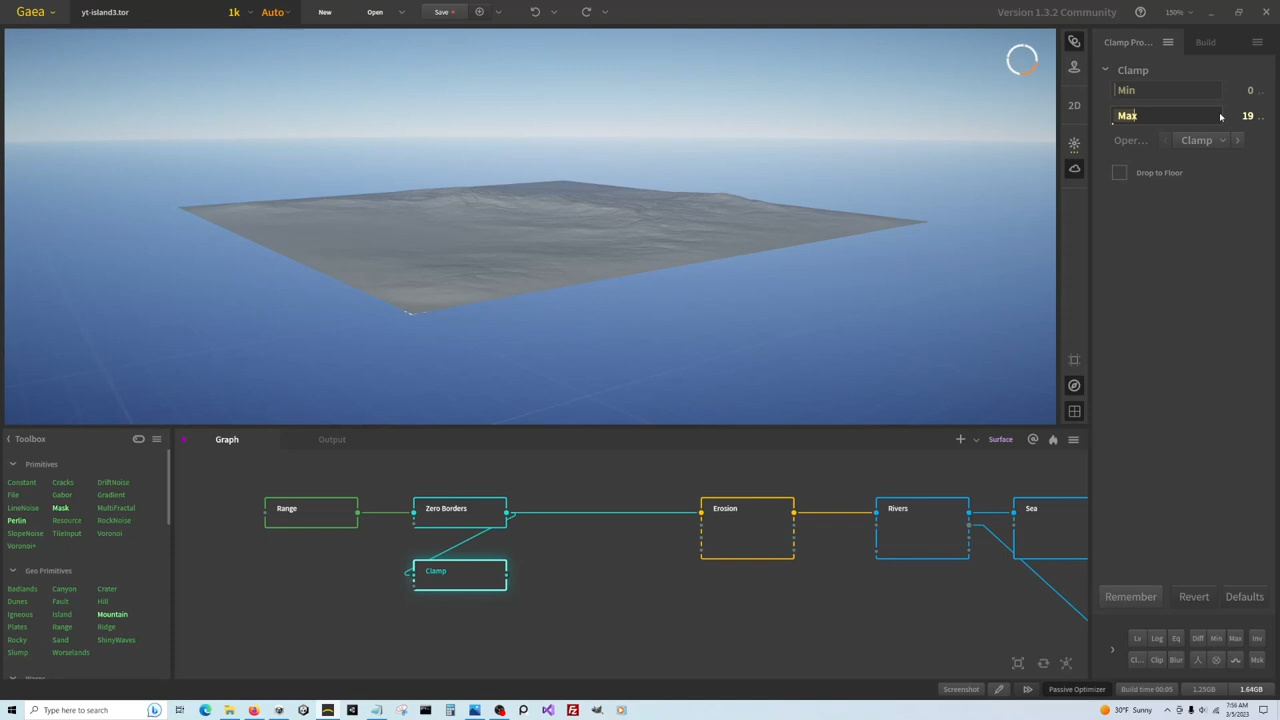 Gaea
yt-island3.tor
1k
Auto
New
Open
Save
Version 1.3.2 Community
150%
Clamp Pro...
Build
Clamp
Min
0 ..
Max
19 ..
Oper...
Clamp
Drop to Floor
2D
Toolbox
Graph
Output
Surface
Primitives
Constant Cracks DriftNoise
File Gabor Gradient
LineNoise Mask MultiFractal
Perlin Resource RockNoise
SlopeNoise TileInput Voronoi
Voronoi+
Geo Primitives
Badlands Canyon Crater
Dunes Fault Hill
Igneous Island Mountain
Plates Range Ridge
Rocky Sand ShinyWaves
Slump Worselands
Range
Zero Borders
Clamp
Erosion
Rivers
Sea
Remember
Revert
Defaults
Lv Log Eq Diff Min Max Inv
Cl... Clip Blur Msk
Screenshot
Passive Optimizer
Build time 00:05
1.25GB
1.64GB
Type here to search
30°F Sunny
7:56 AM
3/5/2023